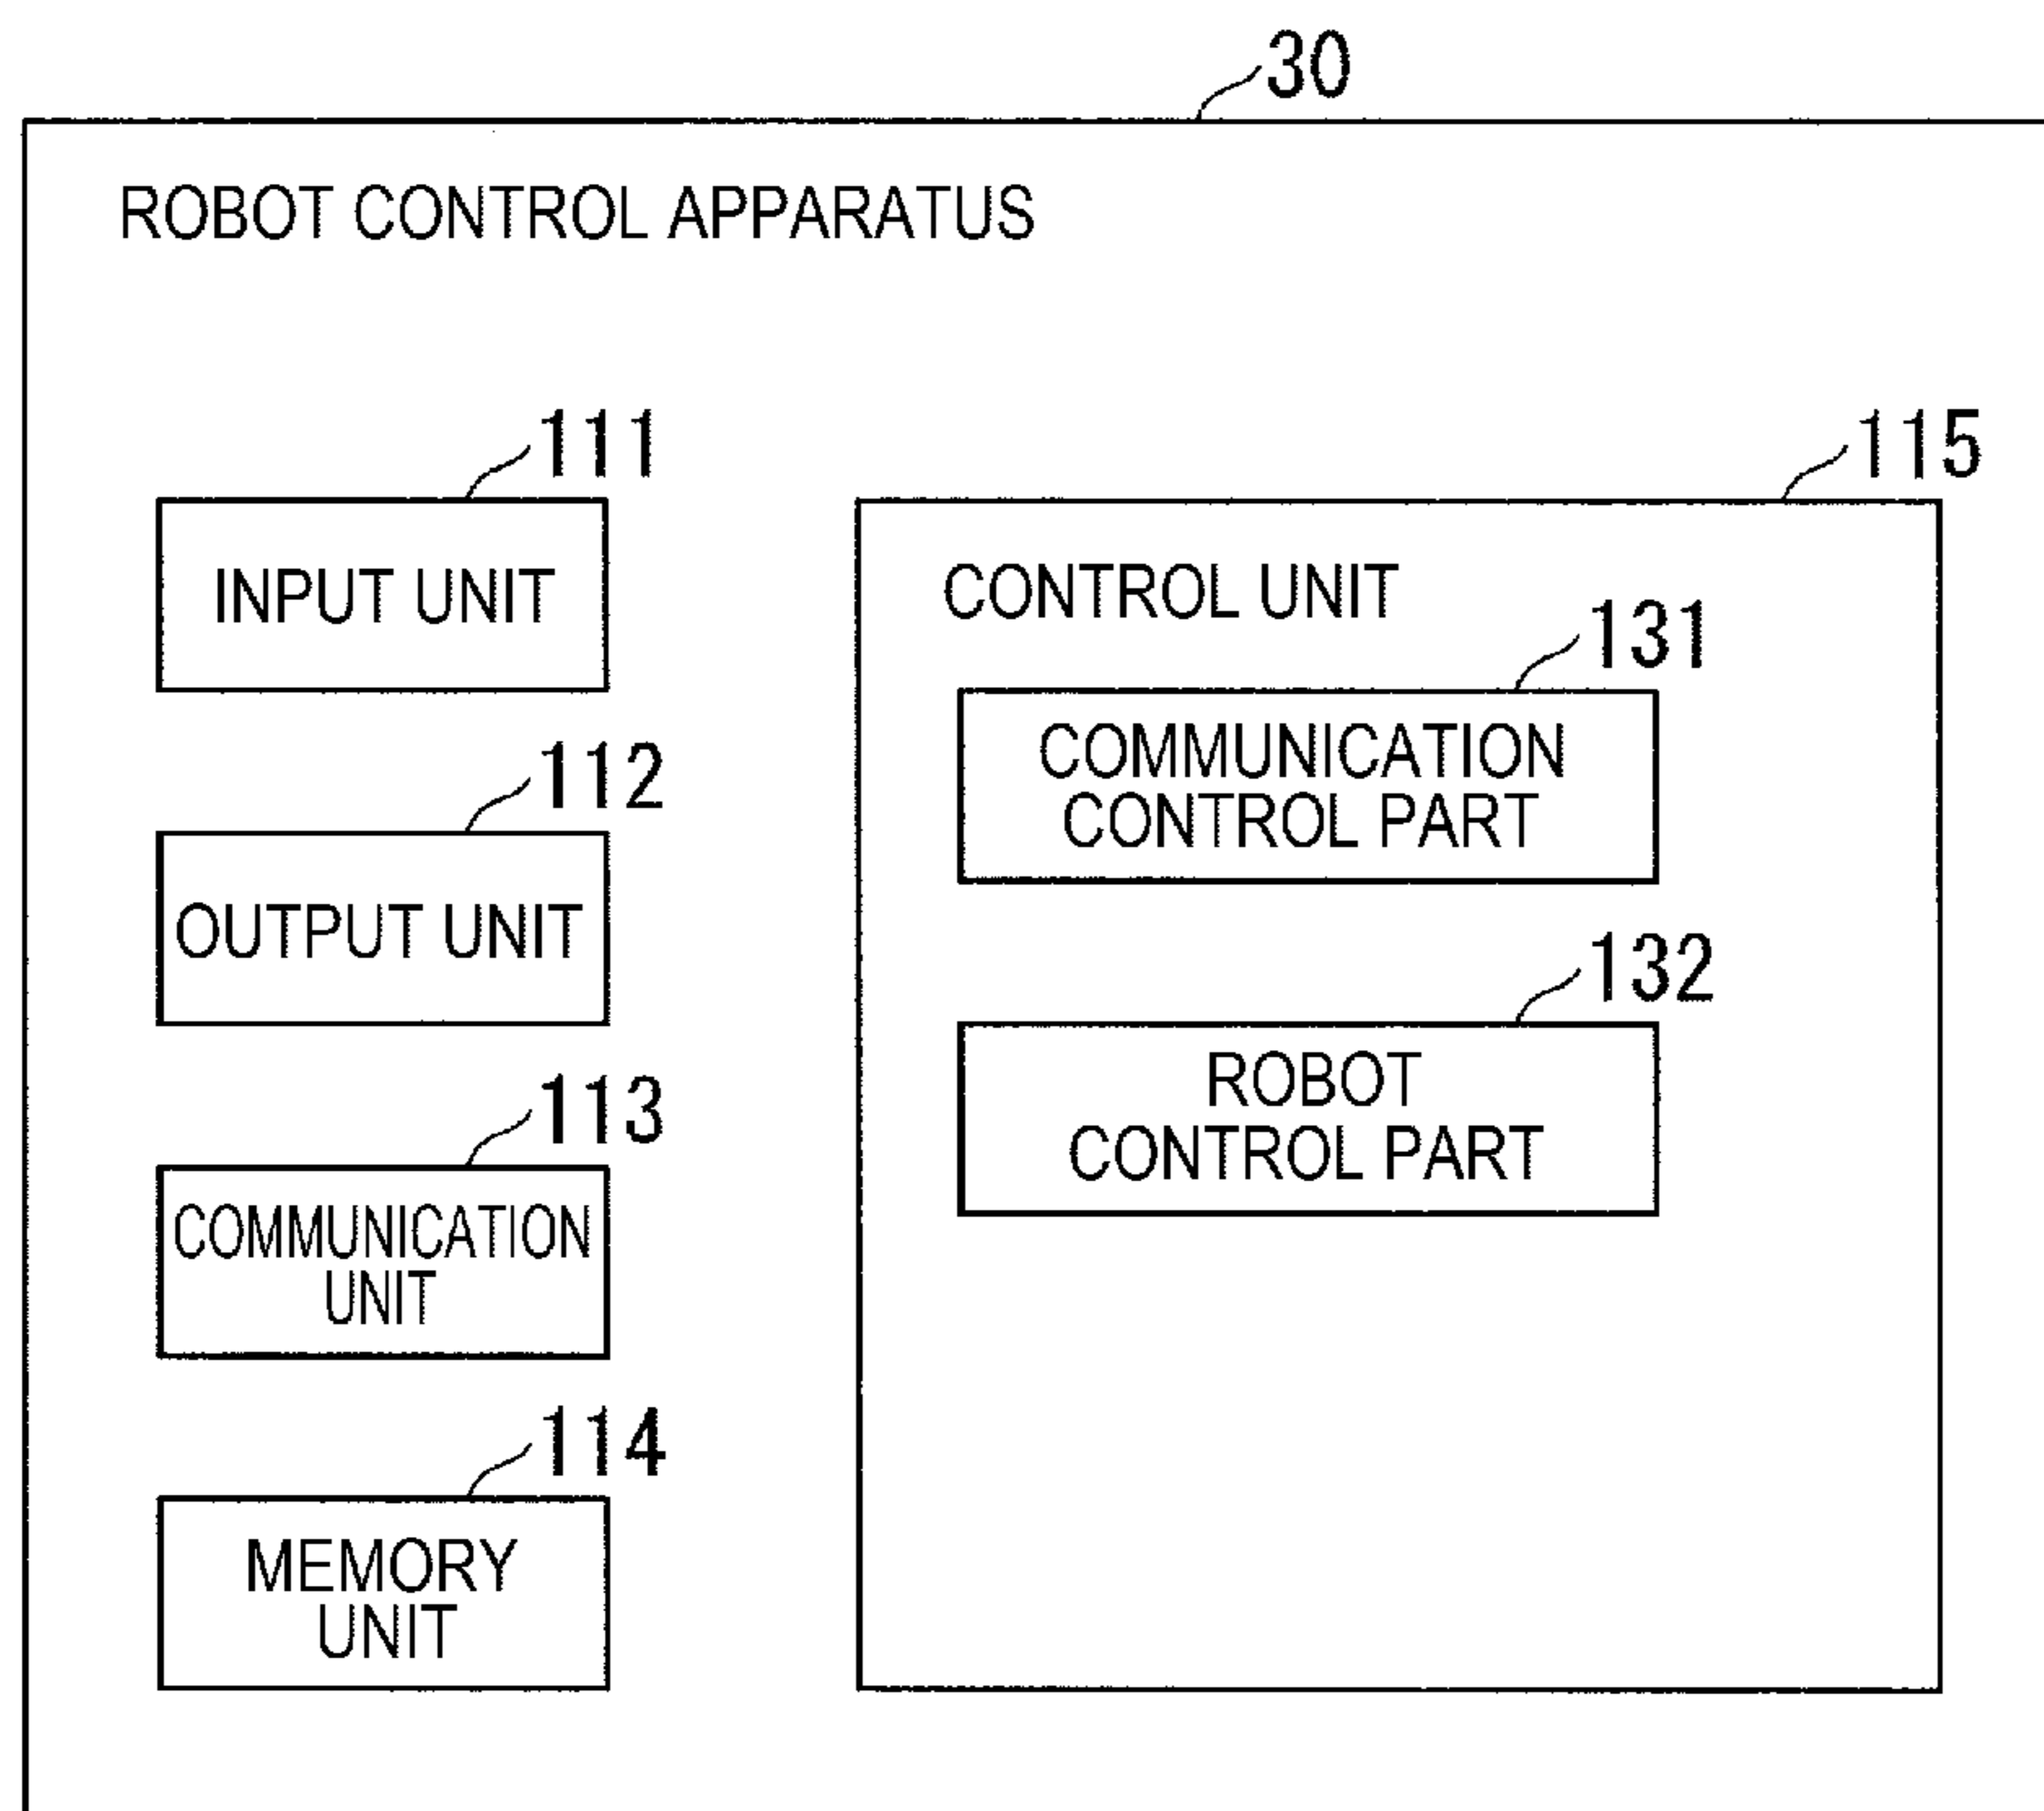 30
ROBOT CONTROL APPARATUS
111
INPUT UNIT
112
OUTPUT UNIT
113
COMMUNICATION
UNIT
114
MEMORY
UNIT
115
CONTROL UNIT
131
COMMUNICATION
CONTROL PART
132
ROBOT
CONTROL PART